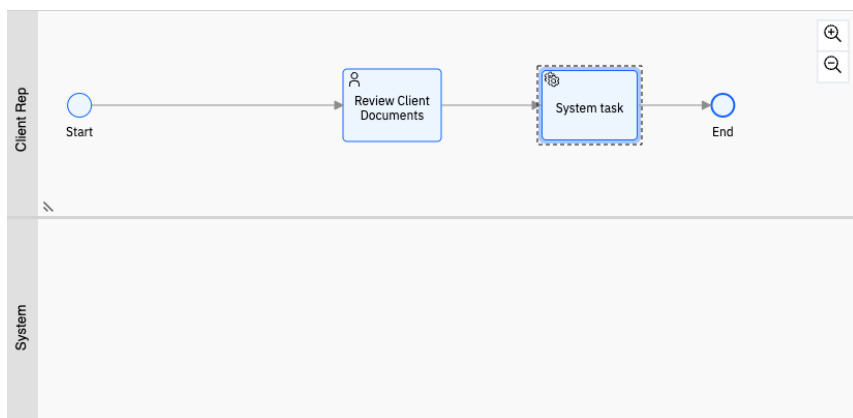 Client Rep
Start
Review Client
Documents
System task
End
System